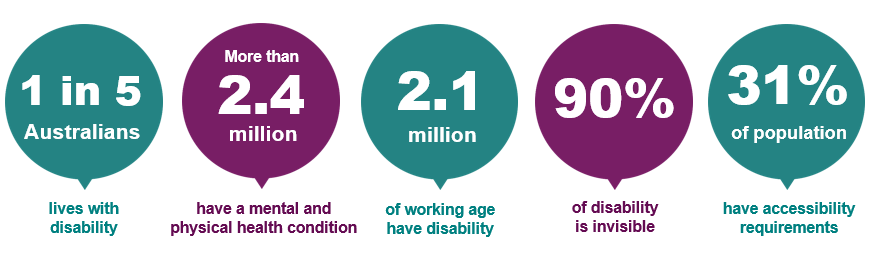 1 in 5
Australians
lives with
disability
More than
2.4
million
have a mental and
physical health condition
2.1
million
of working age
have disability
90%
of disability
is invisible
31%
of population
have accessibility
requirements